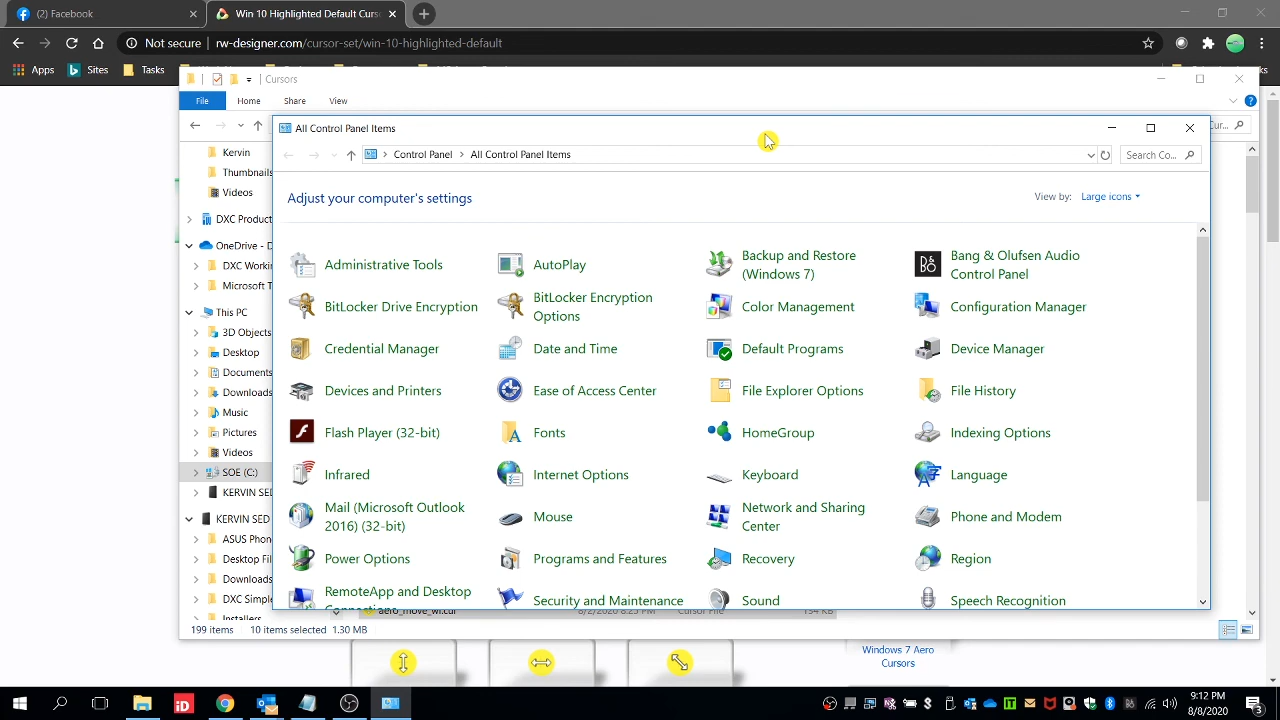 (2) Facebook
Win 10 Highlighted Default Curs
Not secure
rw-designer.com/cursor-set/win-10-highlighted-default
Apps
Sites
Tasks
Cursors
File
Home
Share
View
All Control Panel Items
Control Panel
All Control Panel Items
Search Co...
Cur...
Kervin
Thumbnails
Videos
DXC Product
OneDrive - D
DXC Workin
Microsoft T
This PC
3D Objects
Desktop
Documents
Downloads
Music
Pictures
Videos
SOE (C:)
KERVIN SED
KERVIN SED
ASUS Phon
Desktop File
Downloads
DXC Simple
Installers
Adjust your computer's settings
View by: Large icons
Administrative Tools
AutoPlay
Backup and Restore
(Windows 7)
Bang & Olufsen Audio
Control Panel
BitLocker Drive Encryption
BitLocker Encryption
Options
Color Management
Configuration Manager
Credential Manager
Date and Time
Default Programs
Device Manager
Devices and Printers
Ease of Access Center
File Explorer Options
File History
Flash Player (32-bit)
Fonts
HomeGroup
Indexing Options
Infrared
Internet Options
Keyboard
Language
Mail (Microsoft Outlook
2016) (32-bit)
Mouse
Network and Sharing
Center
Phone and Modem
Power Options
Programs and Features
Recovery
Region
RemoteApp and Desktop
Security and Maintenance
Sound
Speech Recognition
199 items
10 items selected 1.30 MB
Windows 7 Aero
Cursors
9:12 PM
8/8/2020